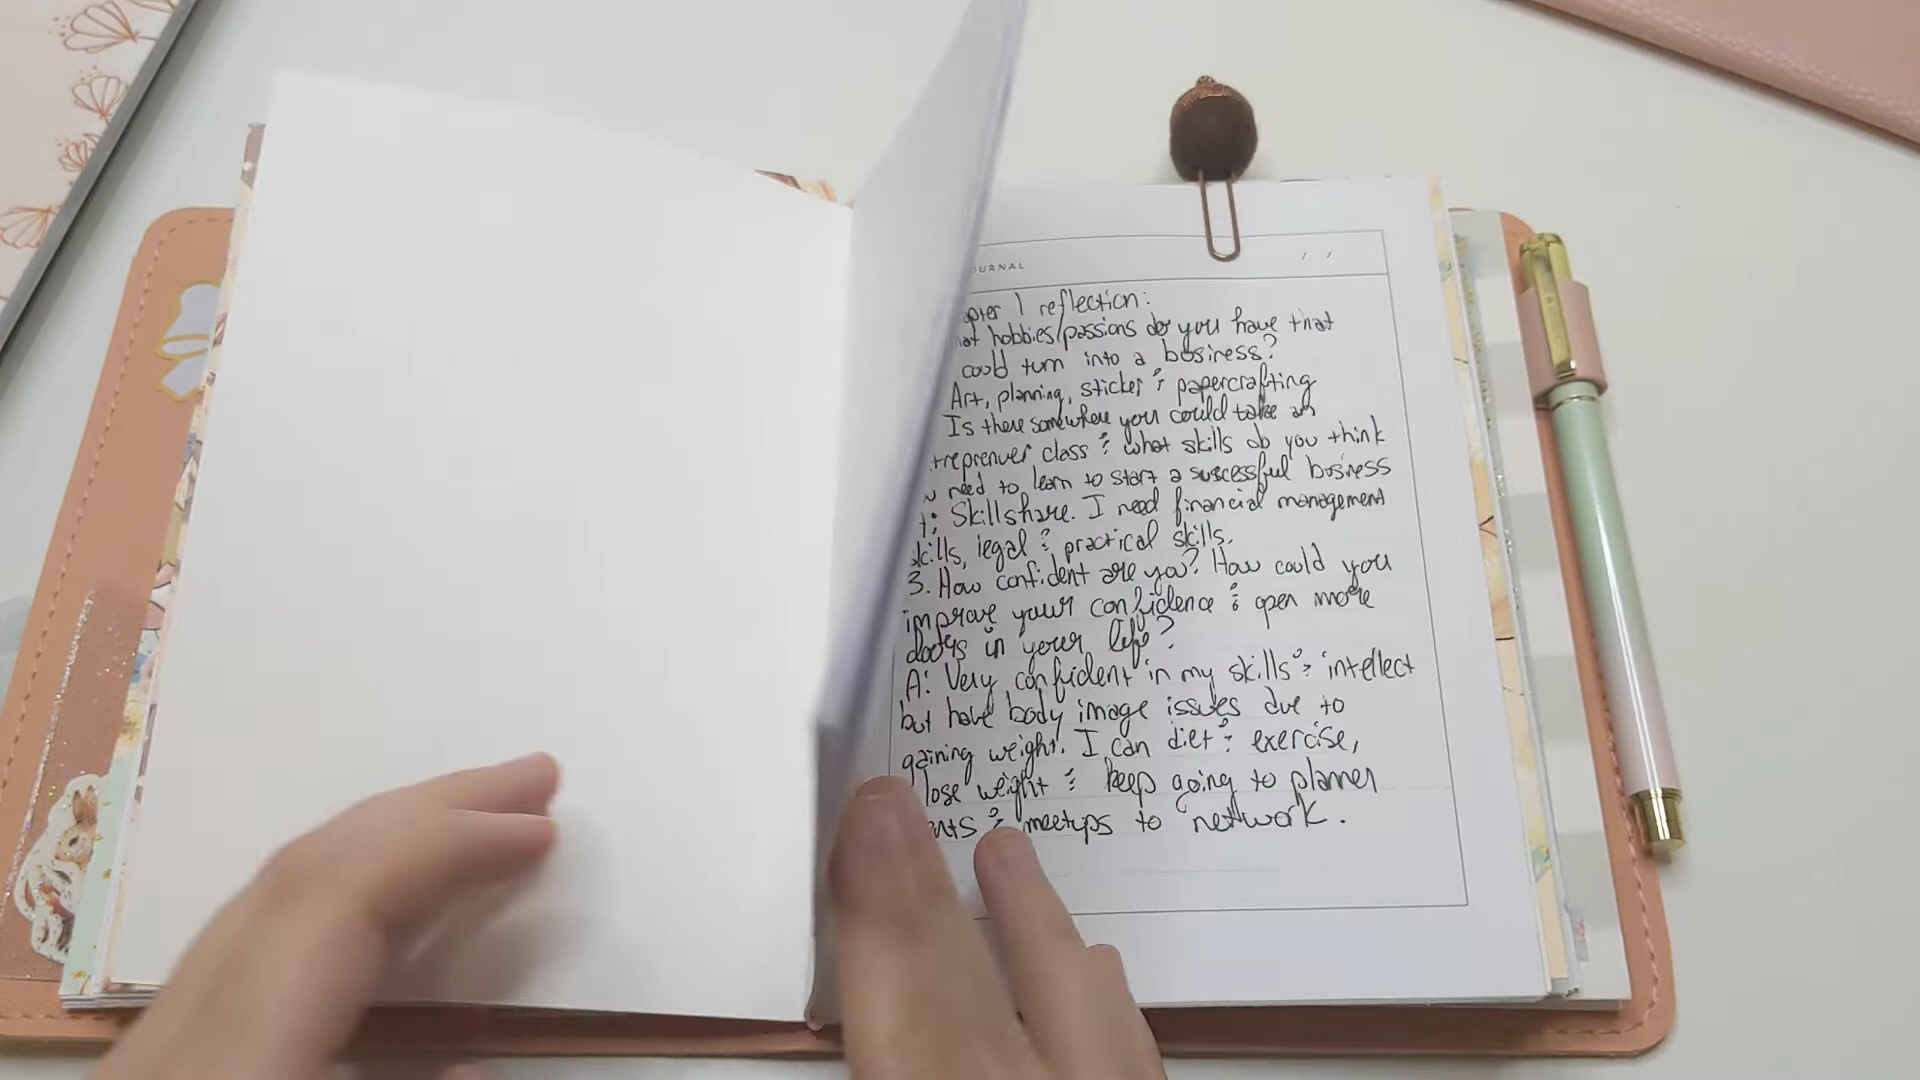 JOURNAL
1 reflection:
hobbies/passions do you have that
could turn into a business?
Art, planning, sticker & papercrafting
Is there somewhere you could take an
class & what skills do you think
need to learn to start a successful business
Skillshare. I need financial management
skills, legal & practical skills.
3. How confident are you? How could you
improve your confidence & open more
doors in your life?
A: Very confident in my skills & intellect
but have body image issues due to
gaining weight. I can diet & exercise,
lose weight & keep going to planner
meetups to network.